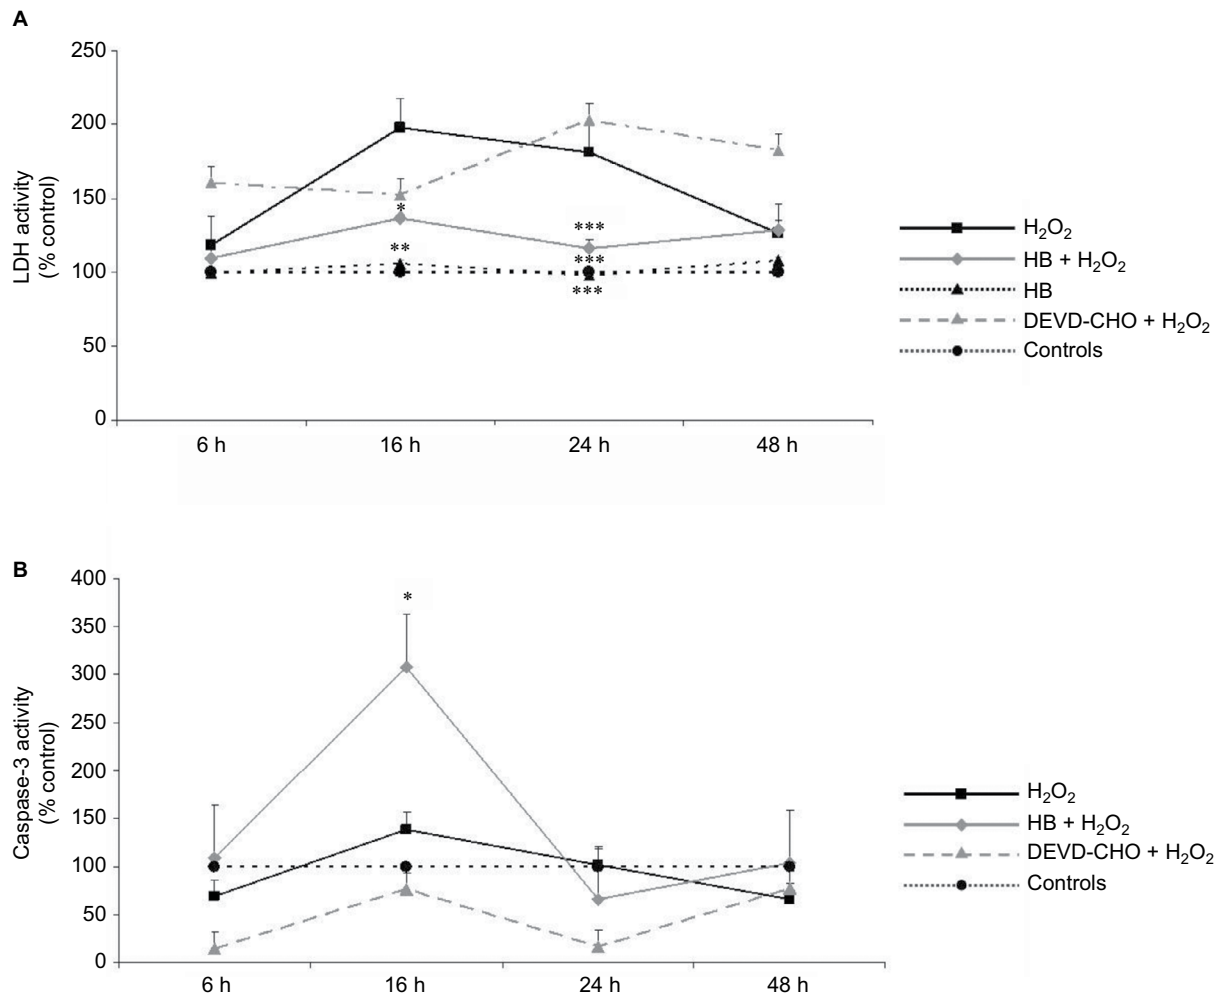 A
250
200
150
100
50
0
LDH activity
(% control)
*
**
***
***
***
6 h 16 h 24 h 48 h
H₂O₂
HB + H₂O₂
HB
DEVD-CHO + H₂O₂
Controls
B
400
350
300
250
200
150
100
50
0
Caspase-3 activity
(% control)
*
6 h 16 h 24 h 48 h
H₂O₂
HB + H₂O₂
DEVD-CHO + H₂O₂
Controls